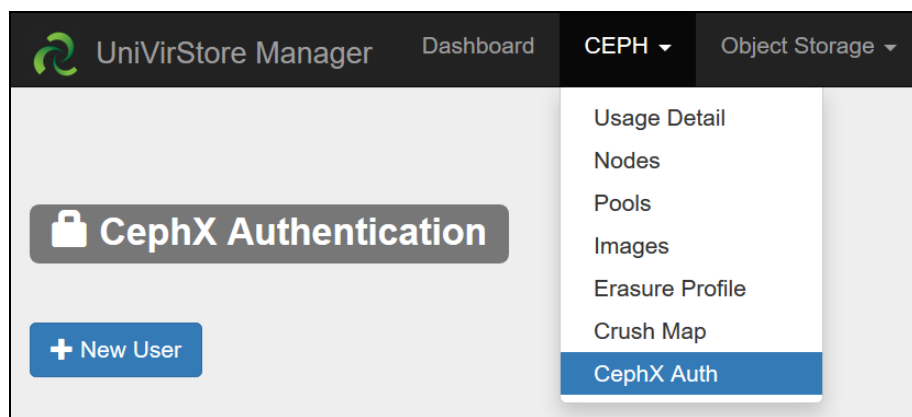 UniVirStore Manager Dashboard CEPH Object Storage
Usage Detail
Nodes
Pools
Images
Erasure Profile
Crush Map
CephX Auth
CephX Authentication
New User